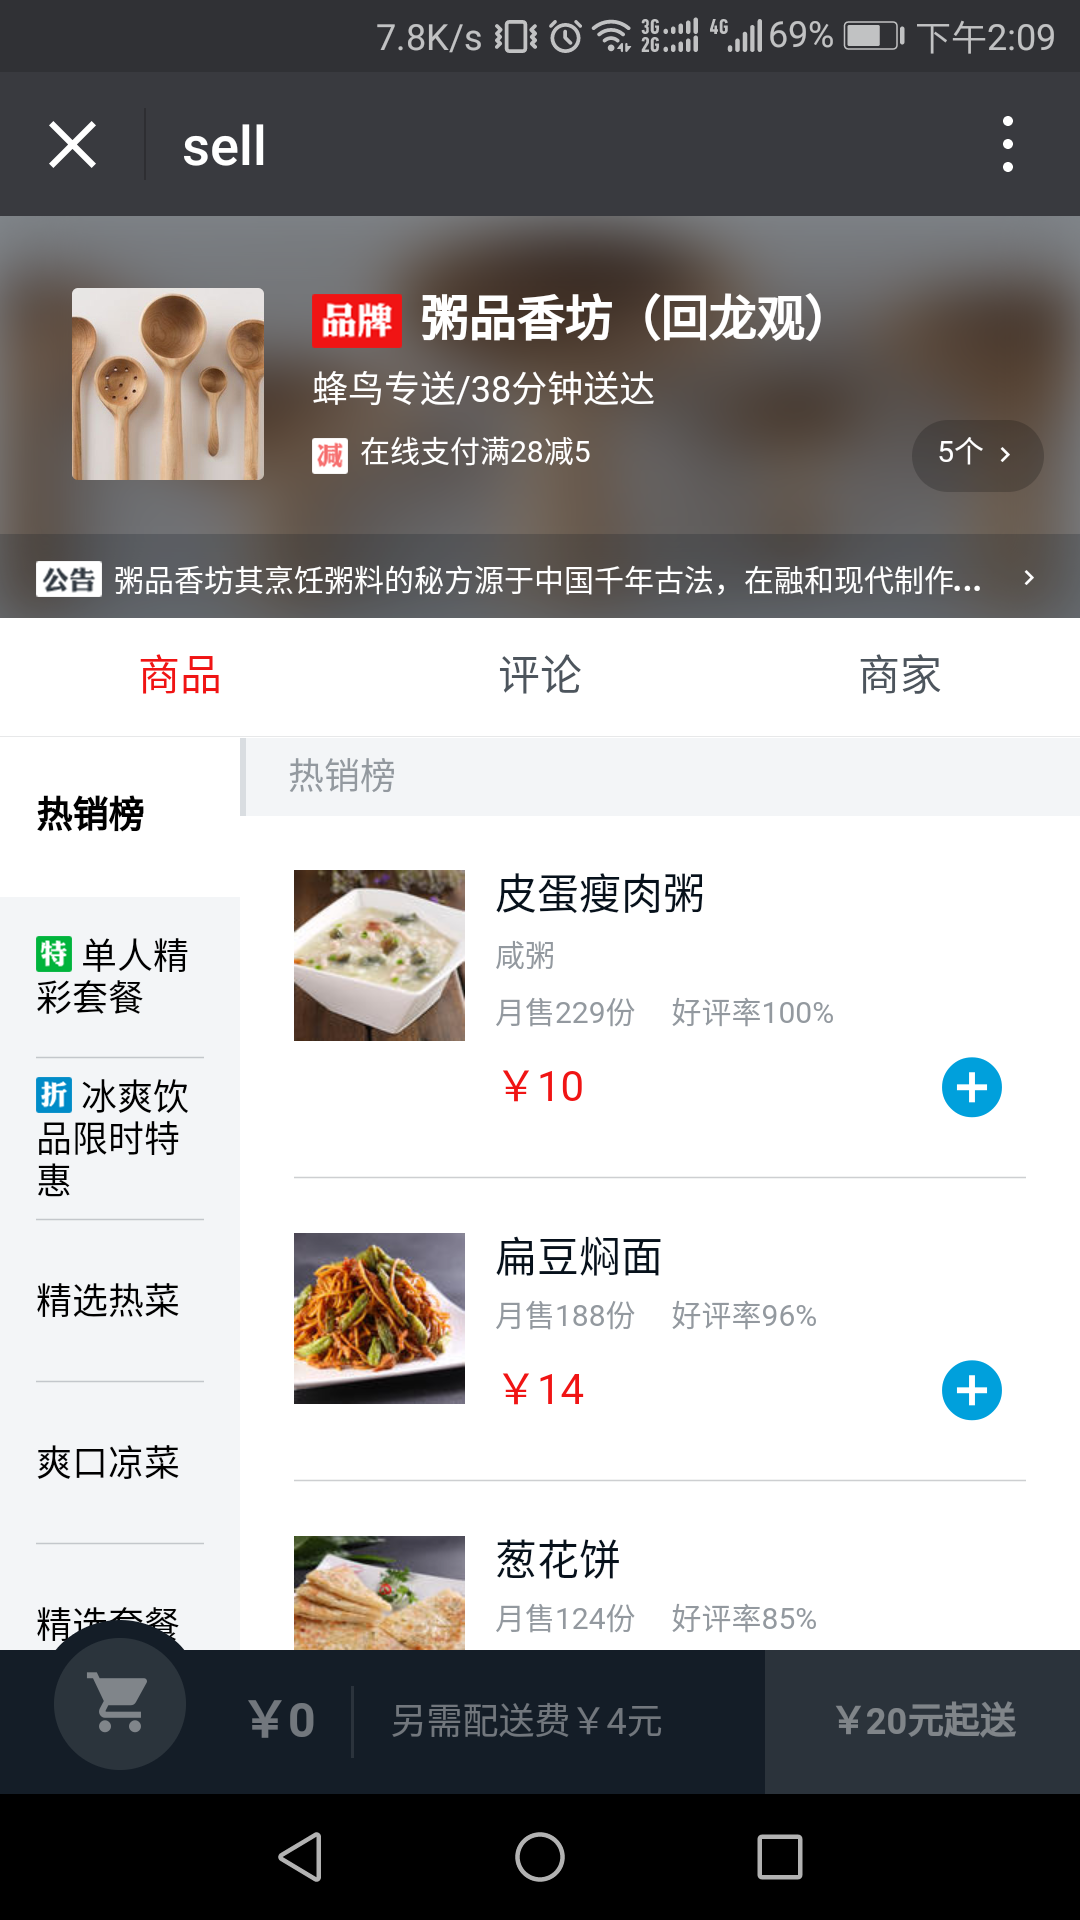 7.8K/s 3G 2G 4G 69% 下午2:09
sell
品牌 粥品香坊（回龙观）
蜂鸟专送/38分钟送达
减 在线支付满28减5
5个
公告 粥品香坊其烹饪粥料的秘方源于中国千年古法，在融和现代制作...
商品 评论 商家
热销榜
特 单人精
彩套餐
折 冰爽饮
品限时特
惠
精选热菜
爽口凉菜
精选套餐
热销榜
皮蛋瘦肉粥
咸粥
月售229份 好评率100%
￥10
扁豆焖面
月售188份 好评率96%
￥14
葱花饼
月售124份 好评率85%
￥0 另需配送费￥4元 ￥20元起送